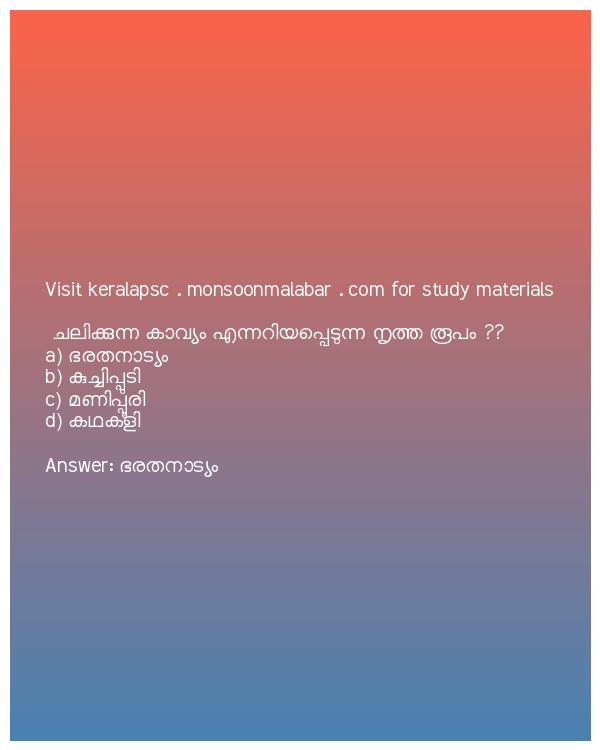 Visit keralapsc . monsoonmalabar . com for study materials
ചലിക്കുന്ന കാവ്യം എന്നറിയപ്പെടുന്ന നൃത്ത രൂപം ??
a) ഭരതനാട്യം
b) കുച്ചിപ്പുടി
c) മണിപ്പൂരി
d) കഥകളി
Answer: ഭരതനാട്യം